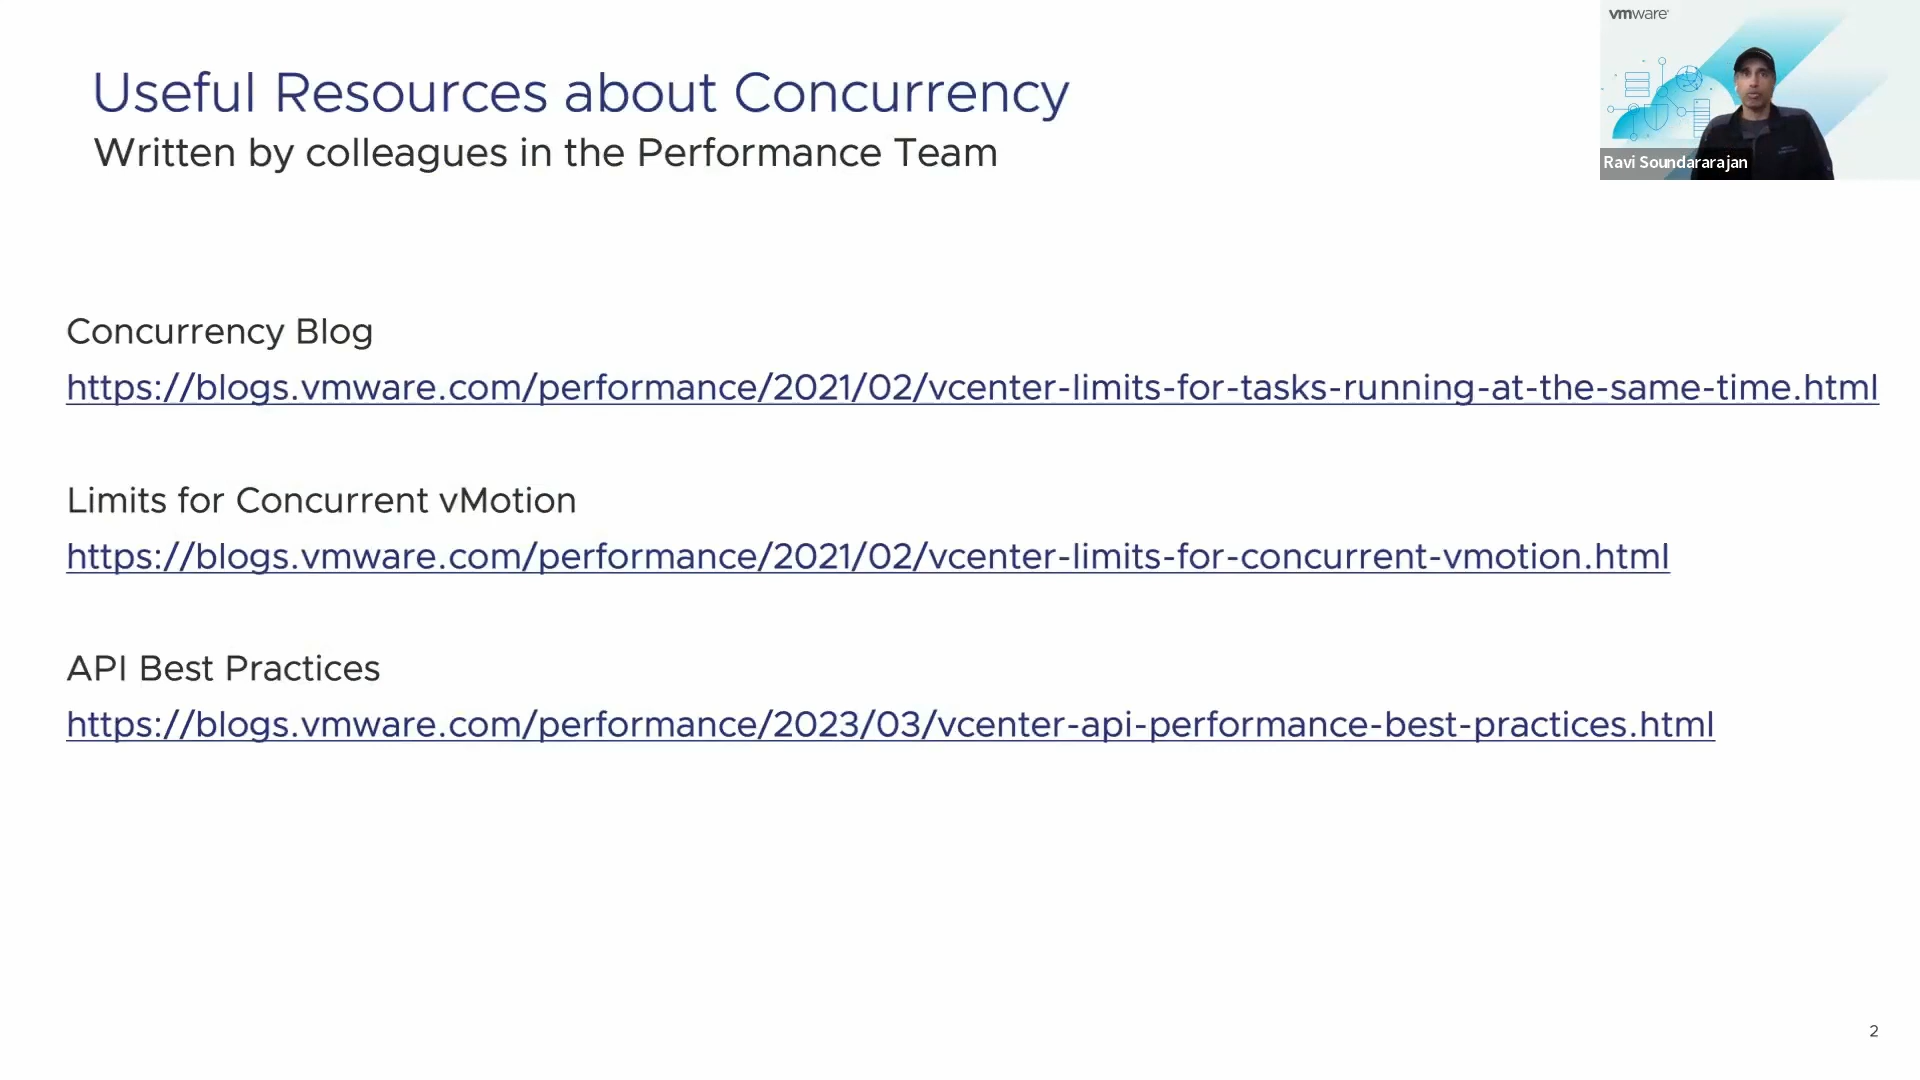 vmware®
Useful Resources about Concurrency
Written by colleagues in the Performance Team
Ravi Soundararajan
Concurrency Blog
https://blogs.vmware.com/performance/2021/02/vcenter-limits-for-tasks-running-at-the-same-time.html
Limits for Concurrent vMotion
https://blogs.vmware.com/performance/2021/02/vcenter-limits-for-concurrent-vmotion.html
API Best Practices
https://blogs.vmware.com/performance/2023/03/vcenter-api-performance-best-practices.html
2